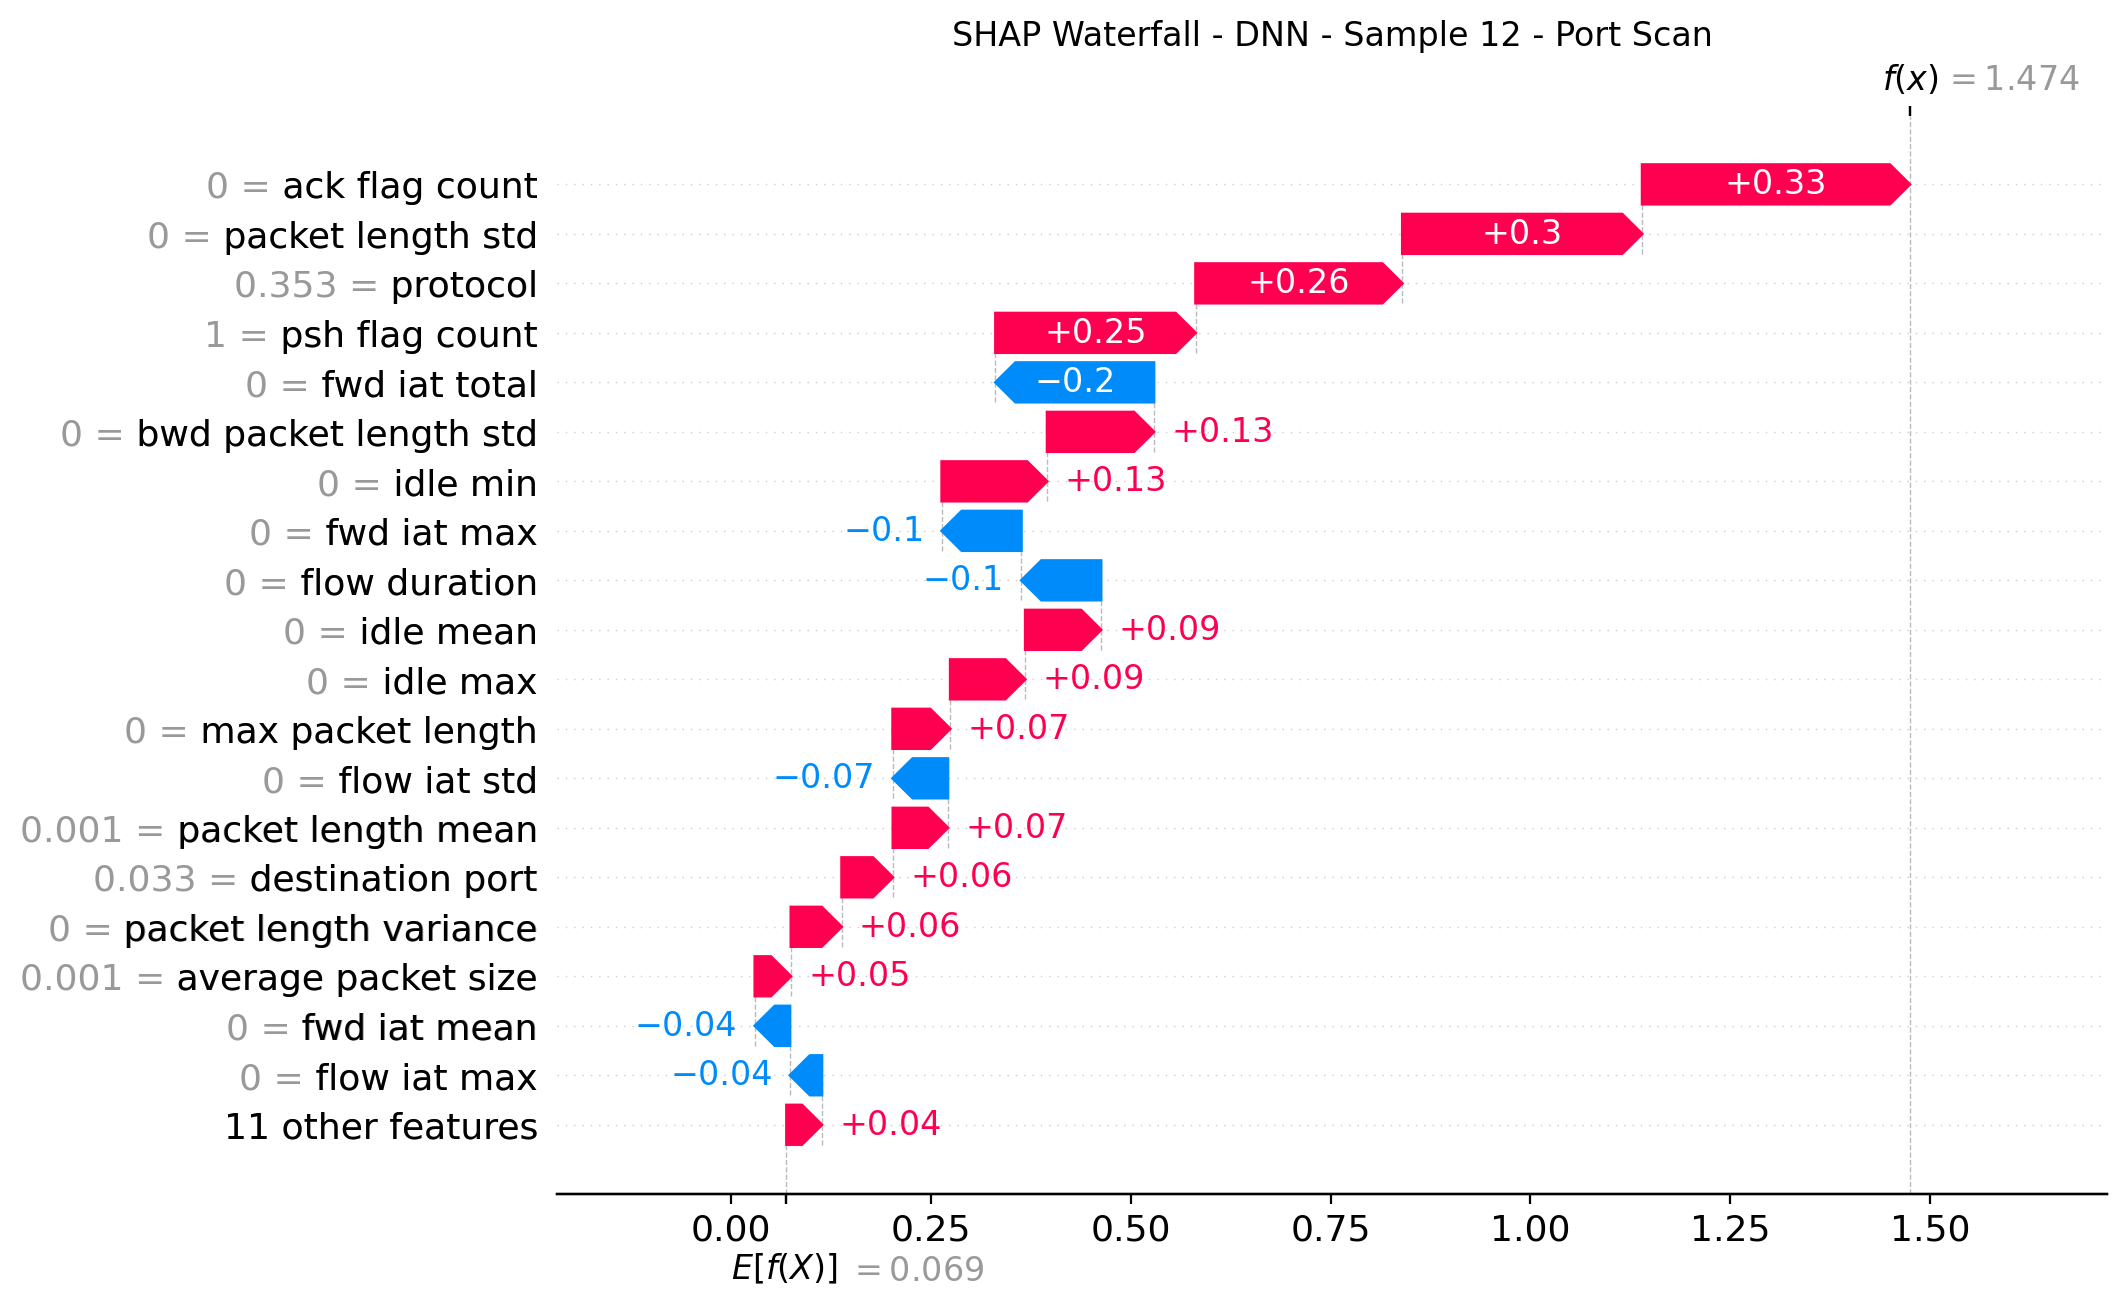 SHAP Waterfall - DNN - Sample 12 - Port Scan
f(x) = 1.474
0 = ack flag count +0.33
0 = packet length std +0.3
0.353 = protocol +0.26
1 = psh flag count +0.25
0 = fwd iat total −0.2
0 = bwd packet length std +0.13
0 = idle min +0.13
0 = fwd iat max −0.1
0 = flow duration −0.1
0 = idle mean +0.09
0 = idle max +0.09
0 = max packet length +0.07
0 = flow iat std −0.07
0.001 = packet length mean +0.07
0.033 = destination port +0.06
0 = packet length variance +0.06
0.001 = average packet size +0.05
0 = fwd iat mean −0.04
0 = flow iat max −0.04
11 other features +0.04
0.00 0.25 0.50 0.75 1.00 1.25 1.50
E[f(X)] = 0.069